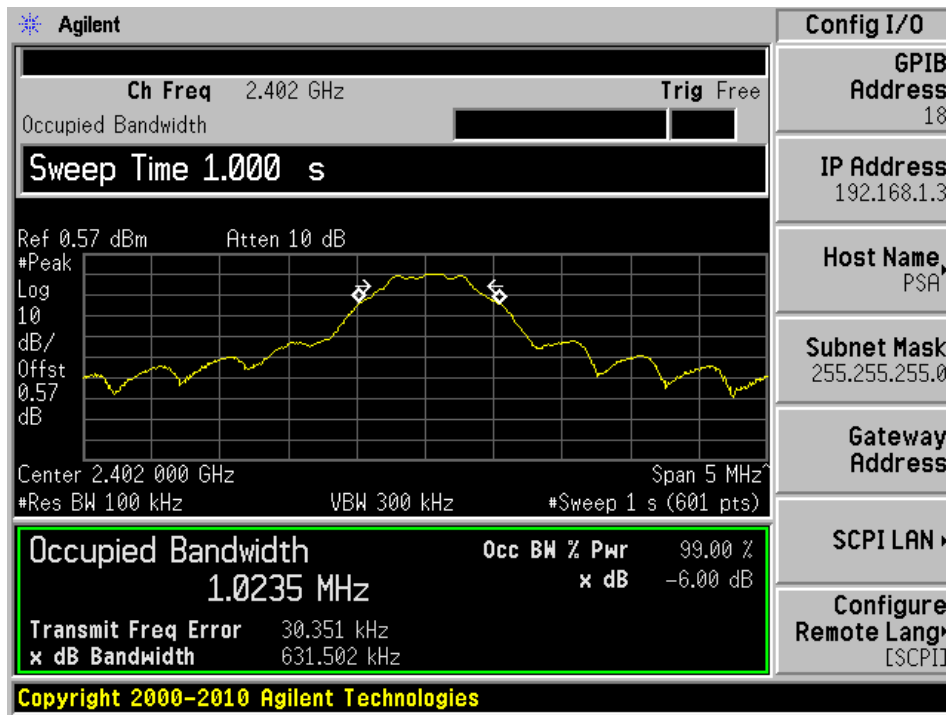 Agilent
Ch Freq 2.402 GHz Trig Free
Occupied Bandwidth
Sweep Time 1.000 s
Ref 0.57 dBm Atten 10 dB
#Peak
Log
10
dB/
Offst
0.57
dB
Center 2.402 000 GHz Span 5 MHz^
#Res BW 100 kHz VBW 300 kHz #Sweep 1 s (601 pts)
Occupied Bandwidth
1.0235 MHz
Occ BW % Pwr 99.00 %
x dB -6.00 dB
Transmit Freq Error 30.351 kHz
x dB Bandwidth 631.502 kHz
Copyright 2000-2010 Agilent Technologies
Config I/O
GPIB
Address
18
IP Address
192.168.1.3
Host Name
PSA
Subnet Mask
255.255.255.0
Gateway
Address
SCPI LAN
Configure
Remote Lang
[SCPI]